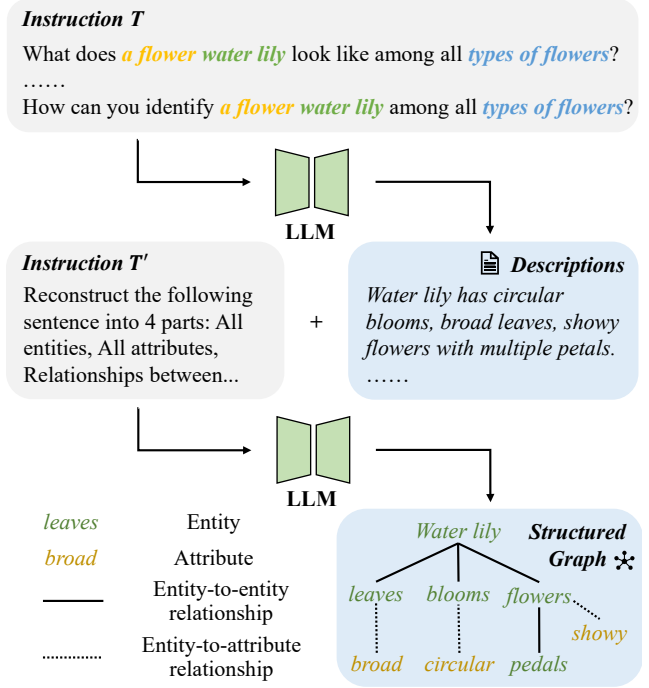 Instruction T
What does a flower water lily look like among all types of flowers?
……
How can you identify a flower water lily among all types of flowers?
LLM
Instruction T′
Reconstruct the following
sentence into 4 parts: All
entities, All attributes,
Relationships between...
+
Descriptions
Water lily has circular
blooms, broad leaves, showy
flowers with multiple petals.
……
LLM
leaves Entity
broad Attribute
Entity-to-entity
relationship
Entity-to-attribute
relationship
Structured
Graph
Water lily
leaves blooms flowers
showy
broad circular pedals